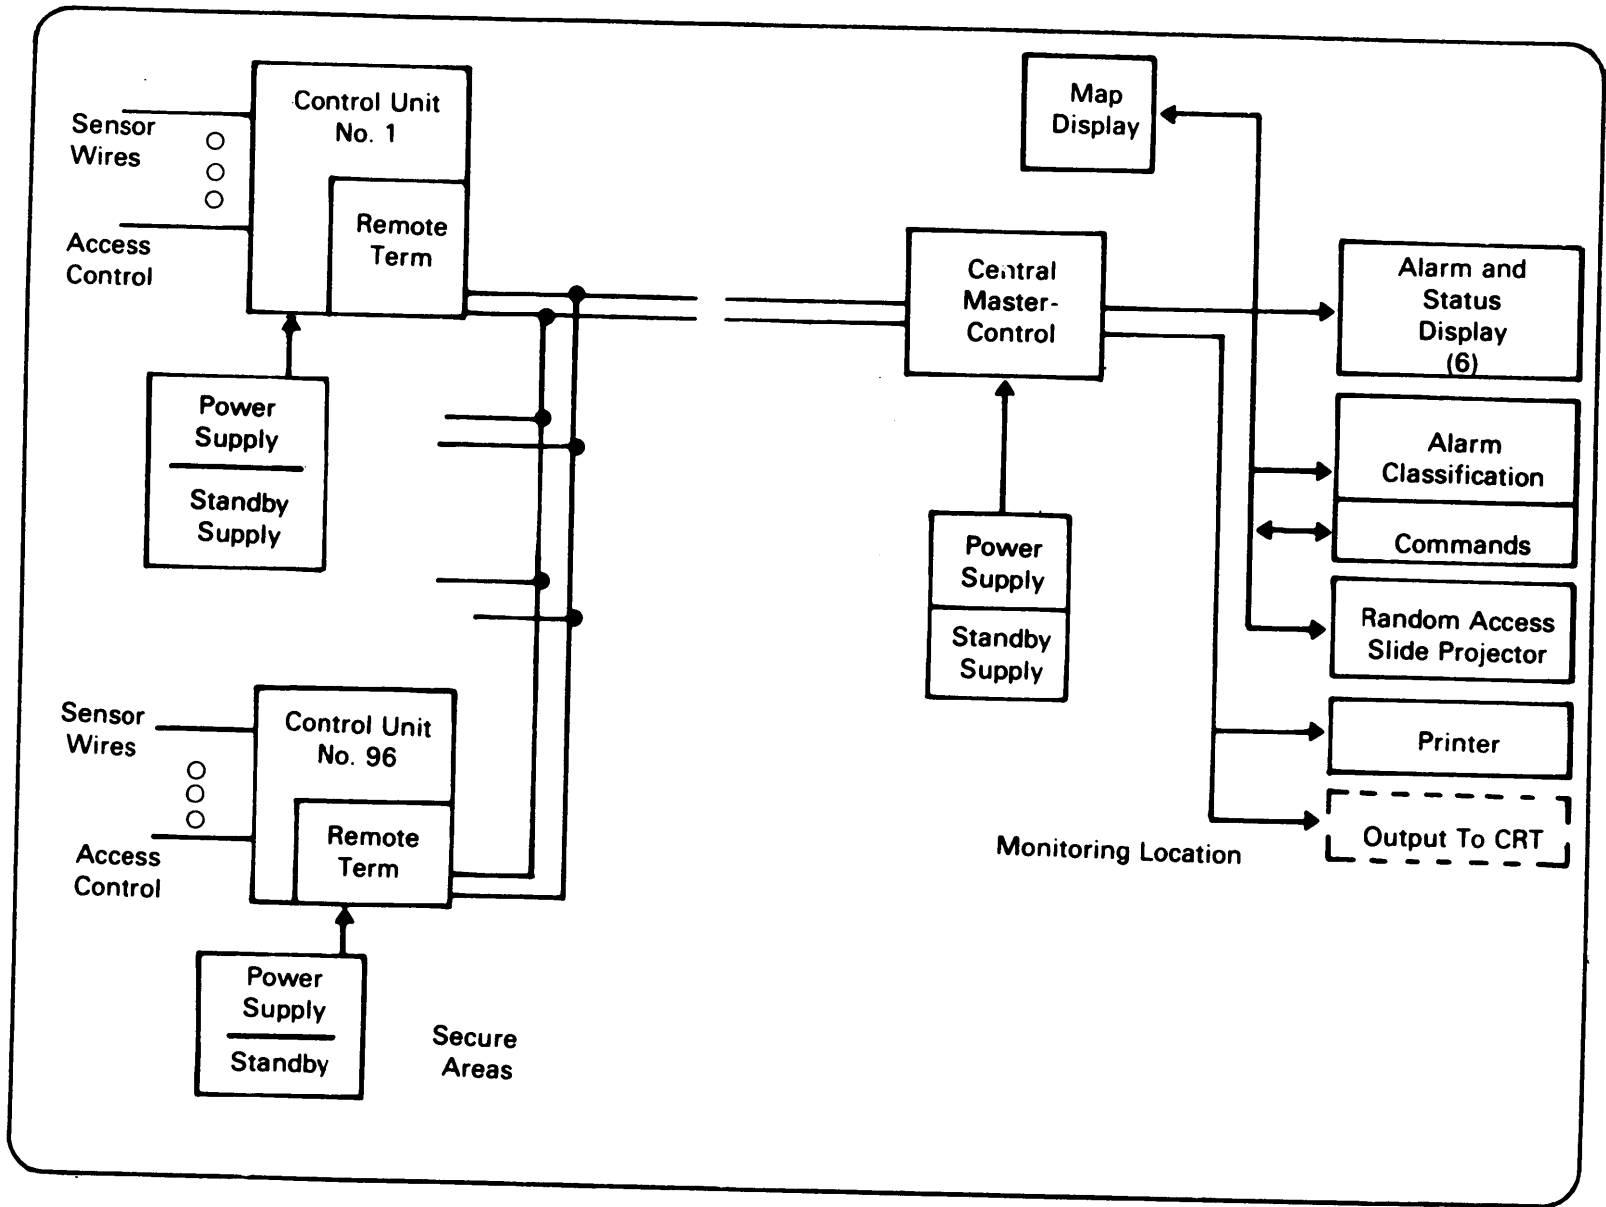 Control Unit
No. 1
Sensor
Wires
Remote
Term
Access
Control
Power
Supply
Standby
Supply
Sensor
Wires
Control Unit
No. 96
Remote
Term
Access
Control
Power
Supply
Standby
Secure
Areas
Map
Display
Central
Master-
Control
Power
Supply
Standby
Supply
Monitoring Location
Alarm and
Status
Display
(6)
Alarm
Classification
Commands
Random Access
Slide Projector
Printer
Output To CRT